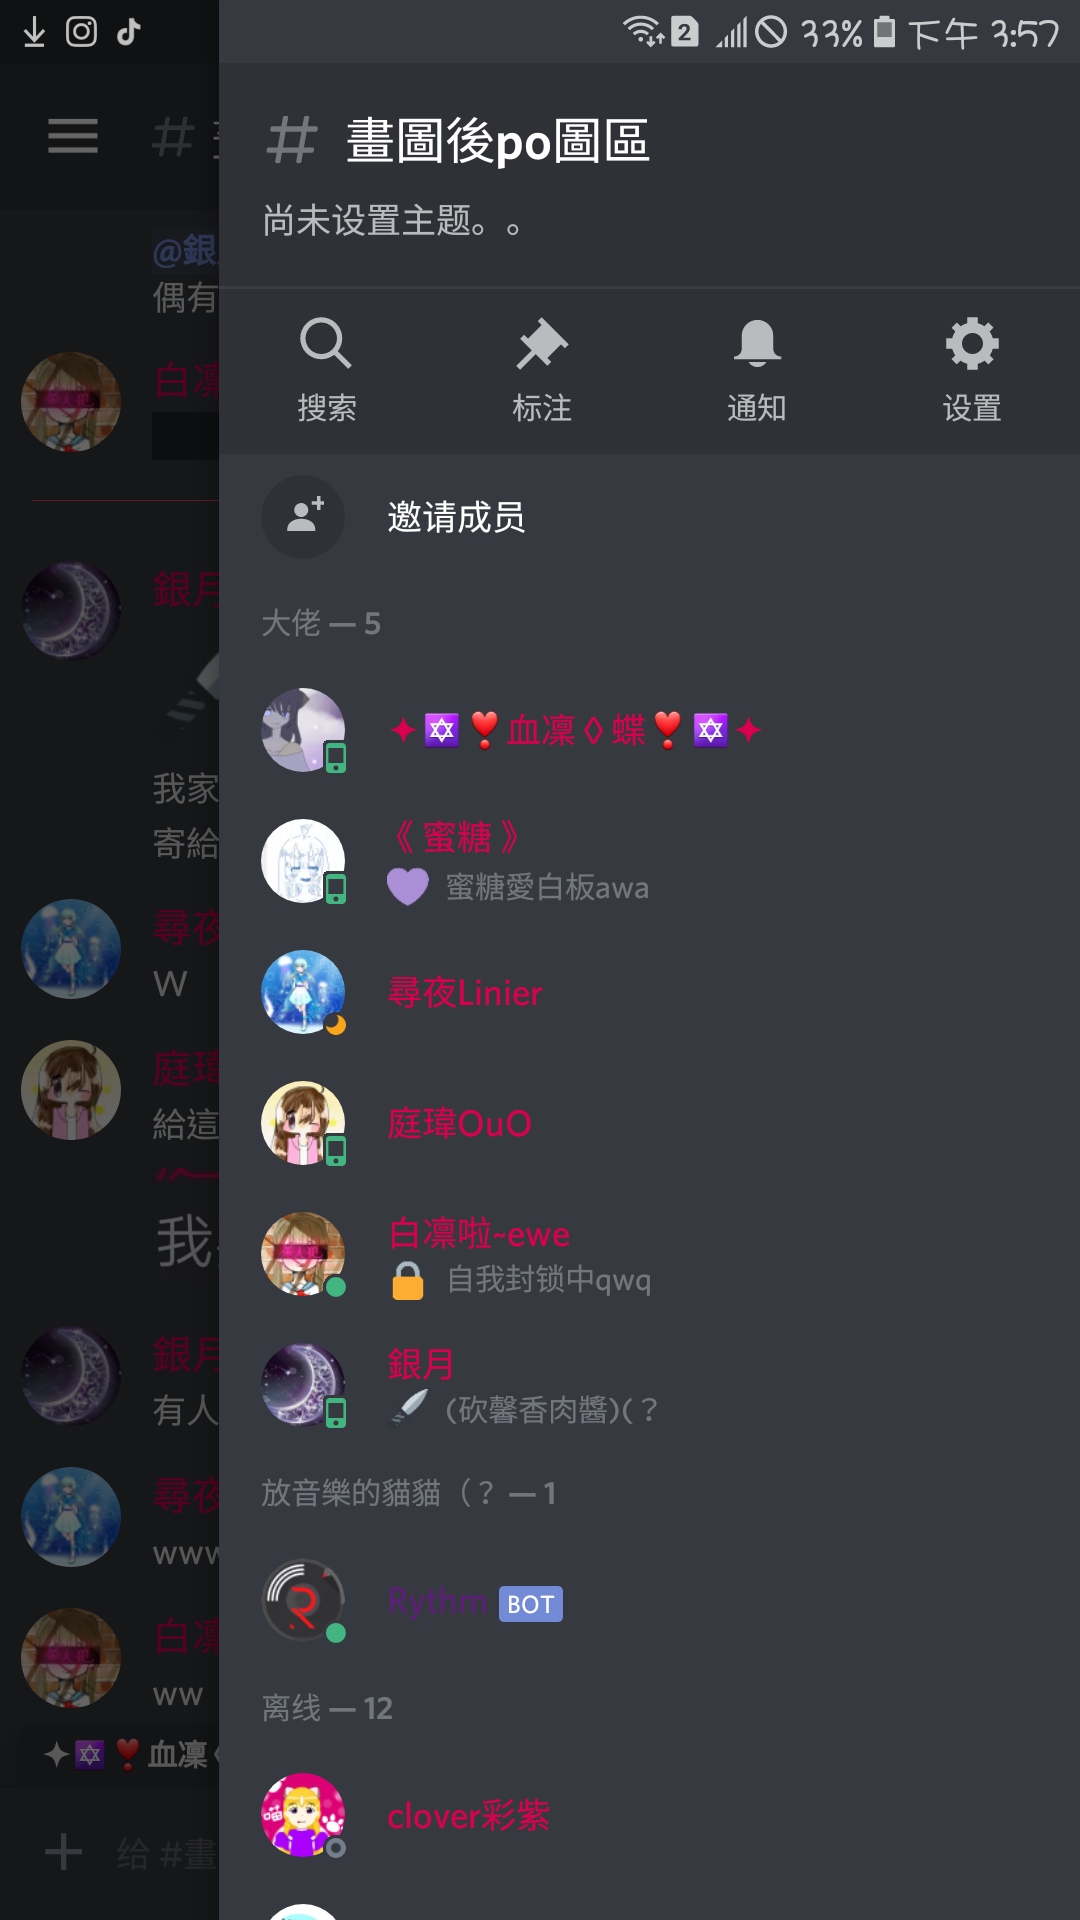 2 33% 下午 3:57
# 畫圖後po圖區
尚未设置主题。。
搜索 标注 通知 设置
邀请成员
大佬 — 5
✦🔯❣️血凜◊蝶❣️🔯✦
《 蜜糖 》
💜 蜜糖愛白板awa
尋夜Linier
庭瑋OuO
白凛啦~ewe
🔒 自我封锁中qwq
銀月
🔪 (砍馨香肉醬)(？
放音樂的貓貓（？ — 1
Rythm BOT
离线 — 12
clover彩紫
#
@銀
偶有
白凛
銀月
我家
寄給
尋夜
W
庭瑋
給這
我
銀月
有人
尋夜
www
白凛
ww
✦🔯❣️血凜
给 #畫